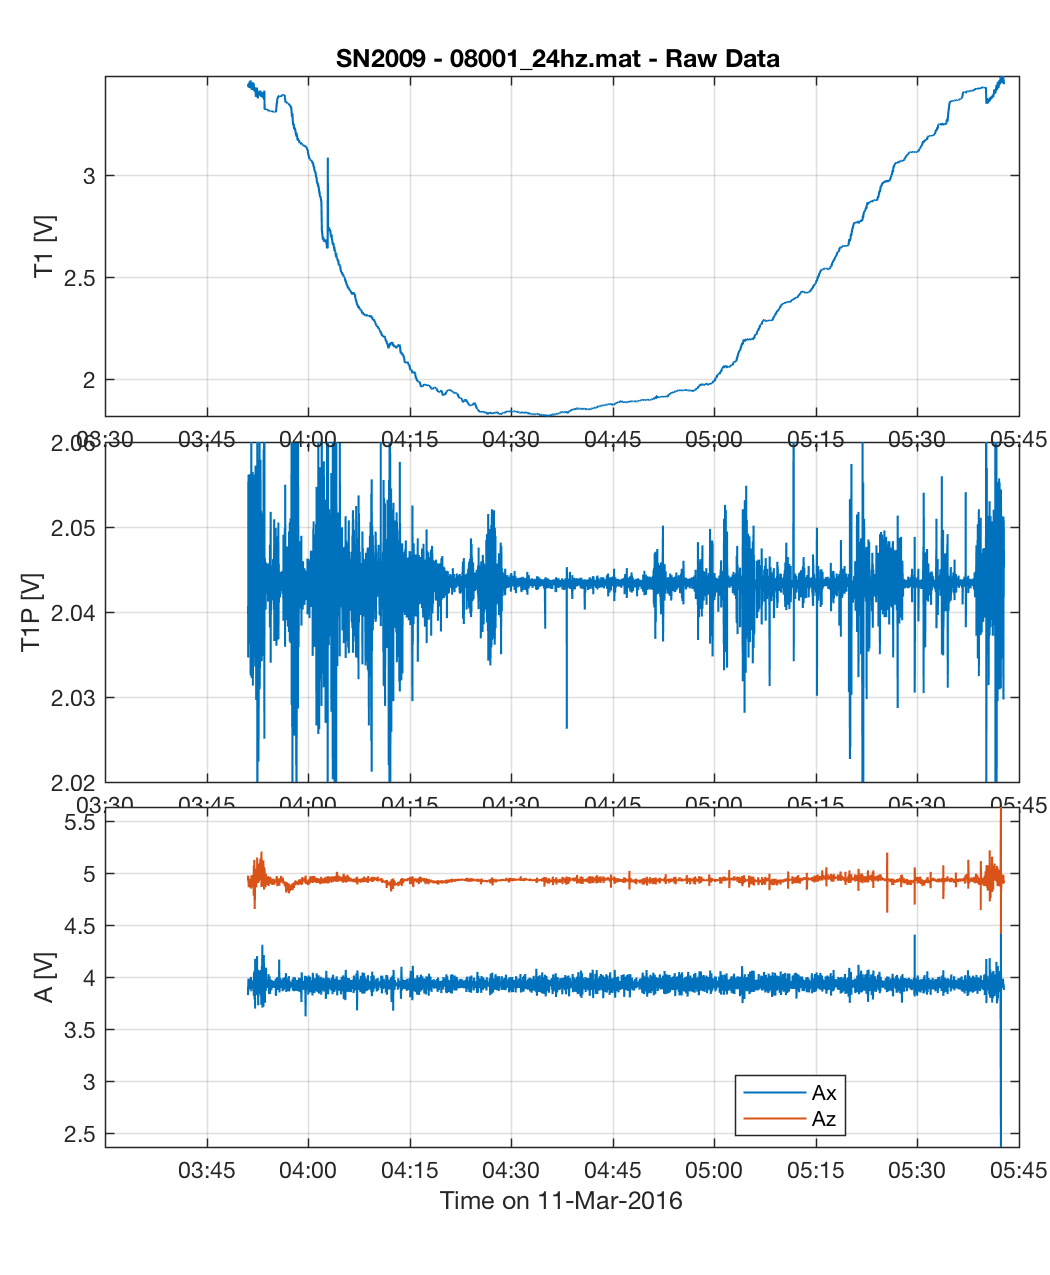 SN2009 - 08001_24hz.mat - Raw Data
T1 [V]
3
2.5
2
03:30 03:45 04:00 04:15 04:30 04:45 05:00 05:15 05:30 05:45
T1P [V]
2.06
2.05
2.04
2.03
2.02
03:30 03:45 04:00 04:15 04:30 04:45 05:00 05:15 05:30 05:45
A [V]
5.5
5
4.5
4
3.5
3
2.5
Ax
Az
03:45 04:00 04:15 04:30 04:45 05:00 05:15 05:30 05:45
Time on 11-Mar-2016